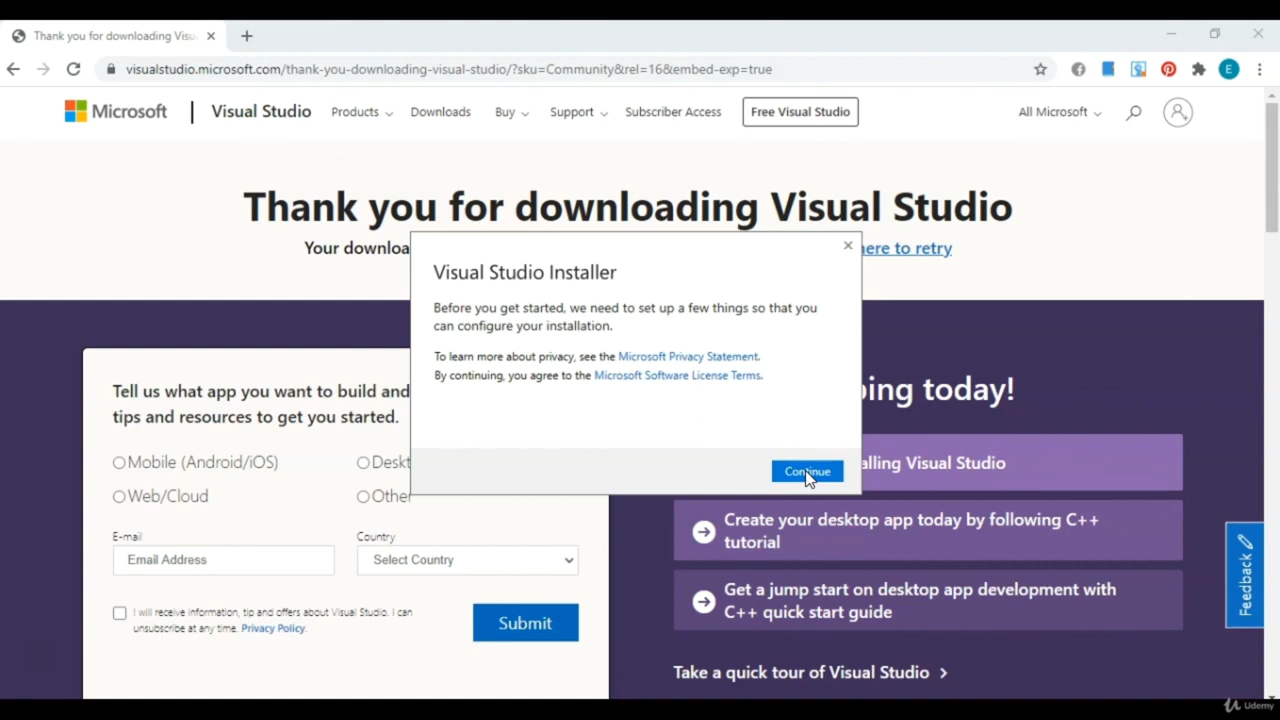 Thank you for downloading Visu
visualstudio.microsoft.com/thank-you-downloading-visual-studio/?sku=Community&rel=16&embed-exp=true
E
Microsoft
Visual Studio
Products
Downloads
Buy
Support
Subscriber Access
Free Visual Studio
All Microsoft
Thank you for downloading Visual Studio
Your downloa
here to retry
Visual Studio Installer
Before you get started, we need to set up a few things so that you
can configure your installation.
To learn more about privacy, see the Microsoft Privacy Statement.
By continuing, you agree to the Microsoft Software License Terms.
Continue
Tell us what app you want to build and
tips and resources to get you started.
Mobile (Android/iOS)
Deskt
Web/Cloud
Other
E-mail
Country
Email Address
Select Country
I will receive information, tip and offers about Visual Studio. I can
unsubscribe at any time. Privacy Policy.
Submit
ping today!
alling Visual Studio
Create your desktop app today by following C++
tutorial
Get a jump start on desktop app development with
C++ quick start guide
Take a quick tour of Visual Studio
Feedback
Udemy